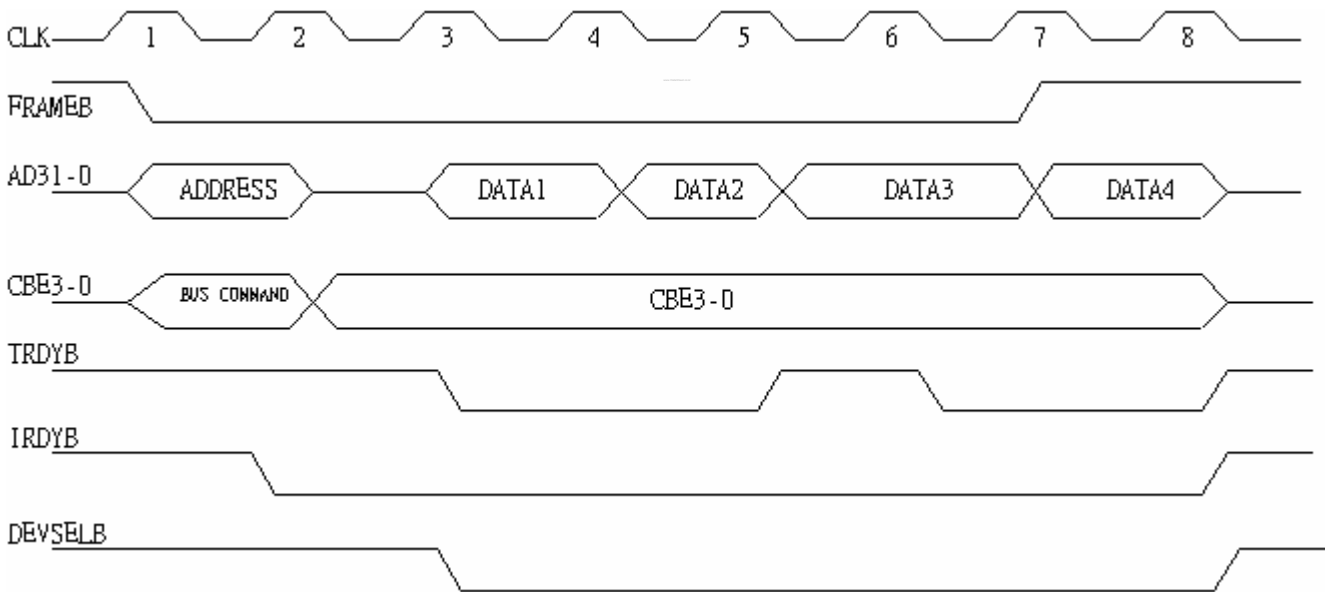 CLK 1 2 3 4 5 6 7 8
FRAMEB
AD31-0 ADDRESS DATA1 DATA2 DATA3 DATA4
CBE3-0 BUS COMMAND CBE3-0
TRDYB
IRDYB
DEVSELB